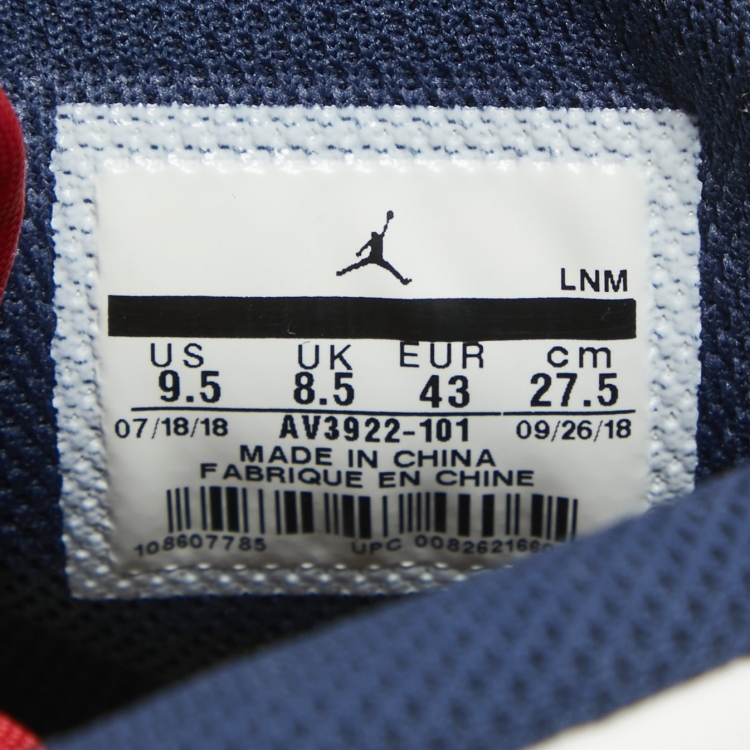 LNM
US UK EUR cm
9.5 8.5 43 27.5
07/18/18 AV3922-101 09/26/18
MADE IN CHINA
FABRIQUE EN CHINE
108607785 UPC